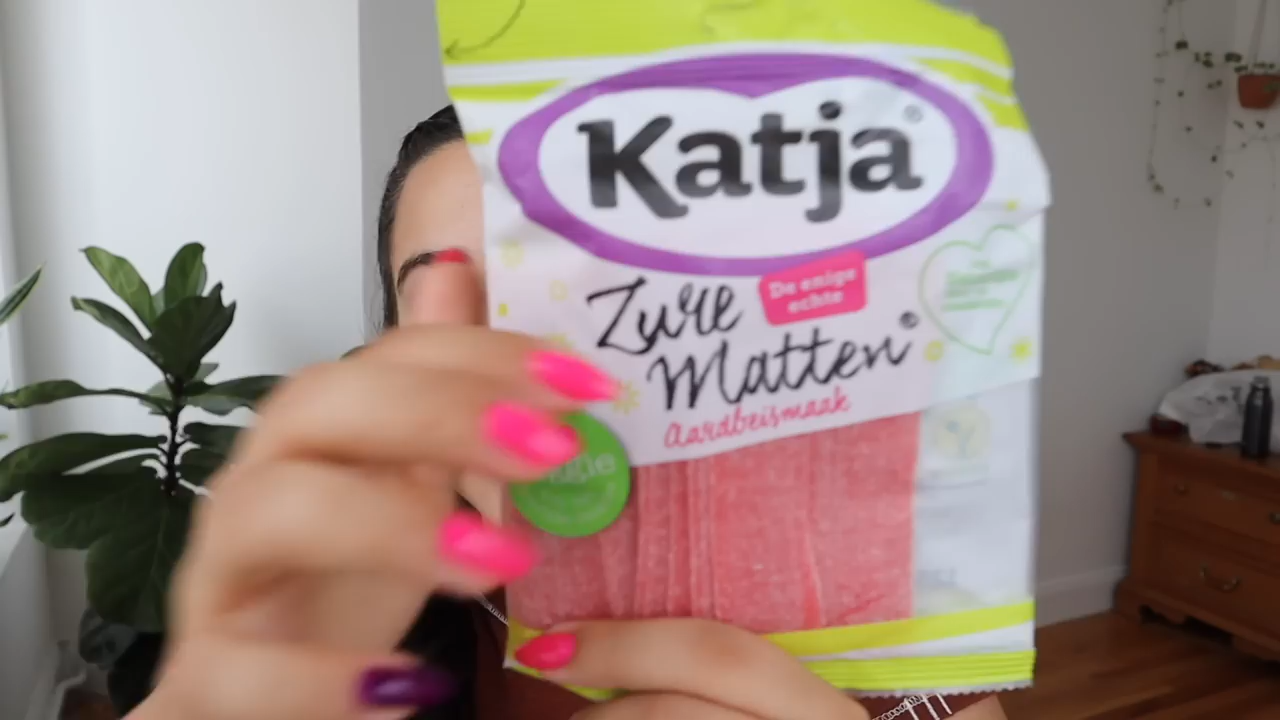 Katja®
Zure
De enige
echte
Matten®
aardbeismaak